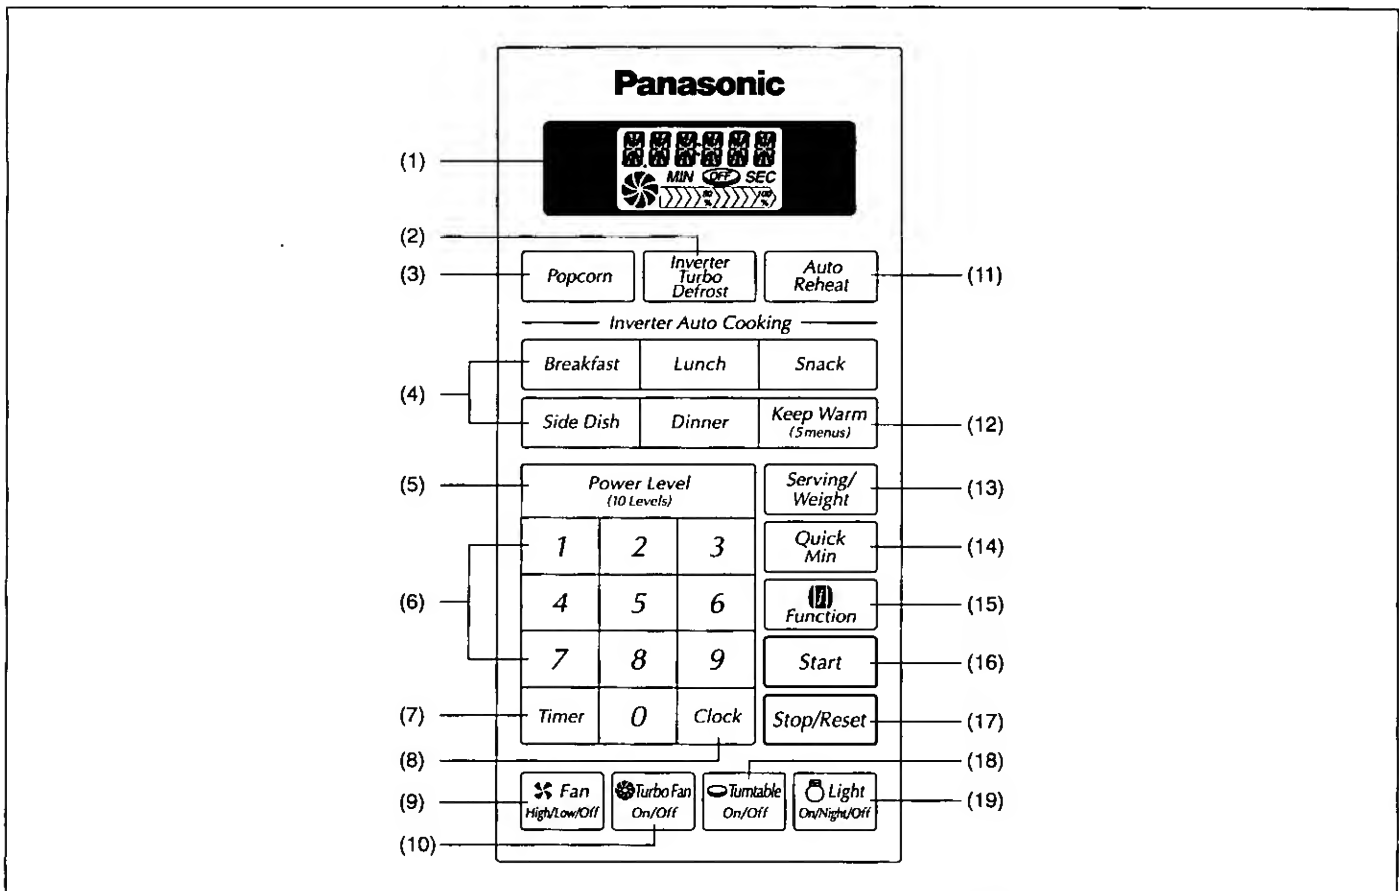 Panasonic
(1)
MIN OFF SEC
50 % 100 %
(2)
(3)
Popcorn
Inverter
Turbo
Defrost
Auto
Reheat
(11)
Inverter Auto Cooking
Breakfast
Lunch
Snack
(4)
Side Dish
Dinner
Keep Warm
(5 menus)
(12)
(5)
Power Level
(10 Levels)
Serving/
Weight
(13)
1 2 3
Quick
Min
(14)
(6)
4 5 6
Function
(15)
7 8 9
Start
(16)
(7)
Timer
0
Clock
Stop/Reset
(17)
(8)
(18)
(9)
Fan
High/Low/Off
Turbo Fan
On/Off
Turntable
On/Off
Light
On/Night/Off
(19)
(10)